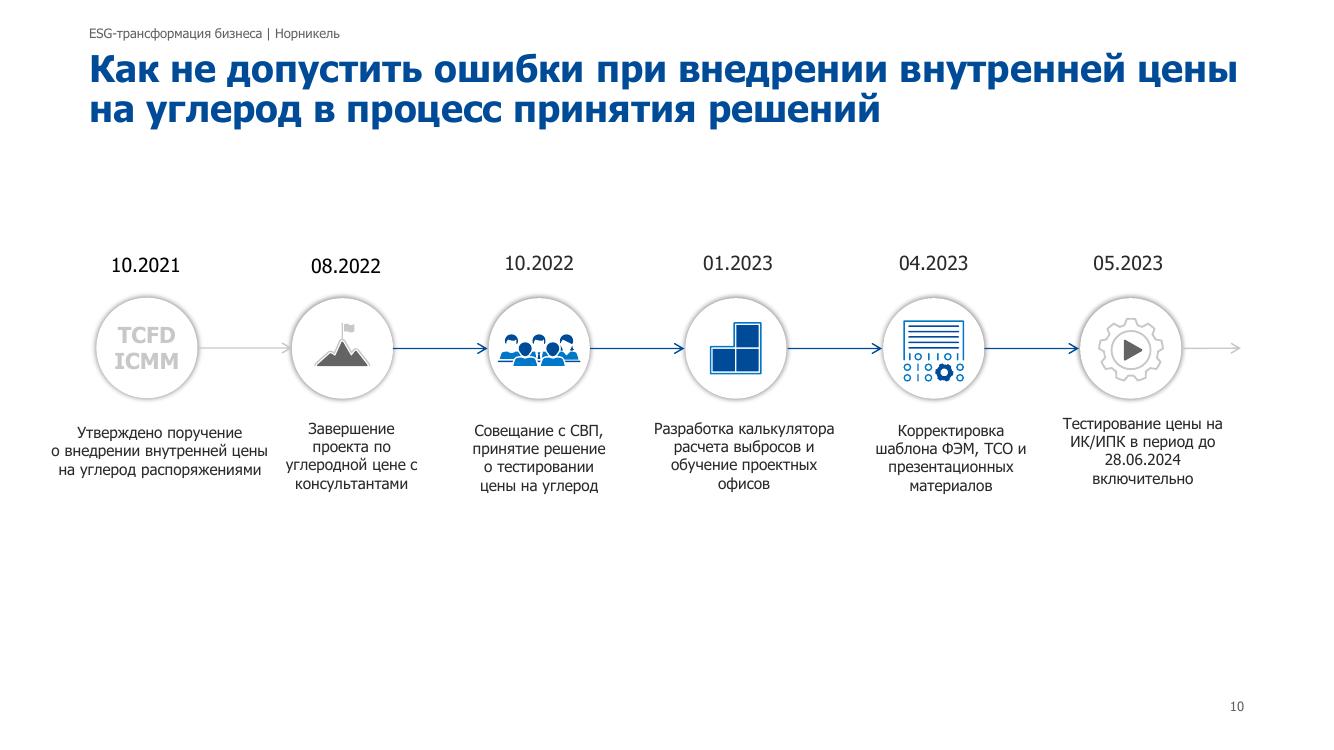 ESG-трансформация бизнеса | Норникель
Как не допустить ошибки при внедрении внутренней цены
на углерод в процесс принятия решений
10.2021
TCFD
ICMM
Утверждено поручение
о внедрении внутренней цены
на углерод распоряжениями
08.2022
Завершение
проекта по
углеродной цене с
консультантами
10.2022
Совещание с СВП,
принятие решение
о тестировании
цены на углерод
01.2023
Разработка калькулятора
расчета выбросов и
обучение проектных
офисов
04.2023
Корректировка
шаблона ФЭМ, ТСО и
презентационных
материалов
05.2023
Тестирование цены на
ИК/ИПК в период до
28.06.2024
включительно
10